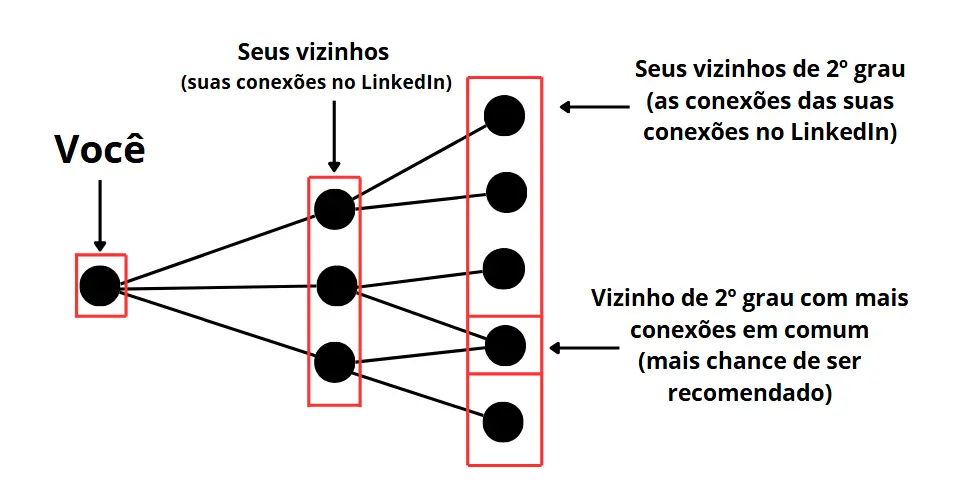 Seus vizinhos
(suas conexões no LinkedIn)
Você
Seus vizinhos de 2º grau
(as conexões das suas
conexões no LinkedIn)
Vizinho de 2º grau com mais
conexões em comum
(mais chance de ser
recomendado)